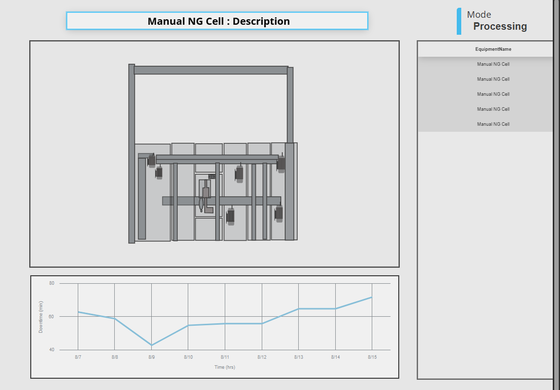 Manual NG Cell : Description
Mode
Processing
EquipmentName
Manual NG Cell
Manual NG Cell
Manual NG Cell
Manual NG Cell
Manual NG Cell
80
60
40
Downtime (min)
8/7
8/8
8/9
8/10
8/11
8/12
8/13
8/14
8/15
Time (hrs)